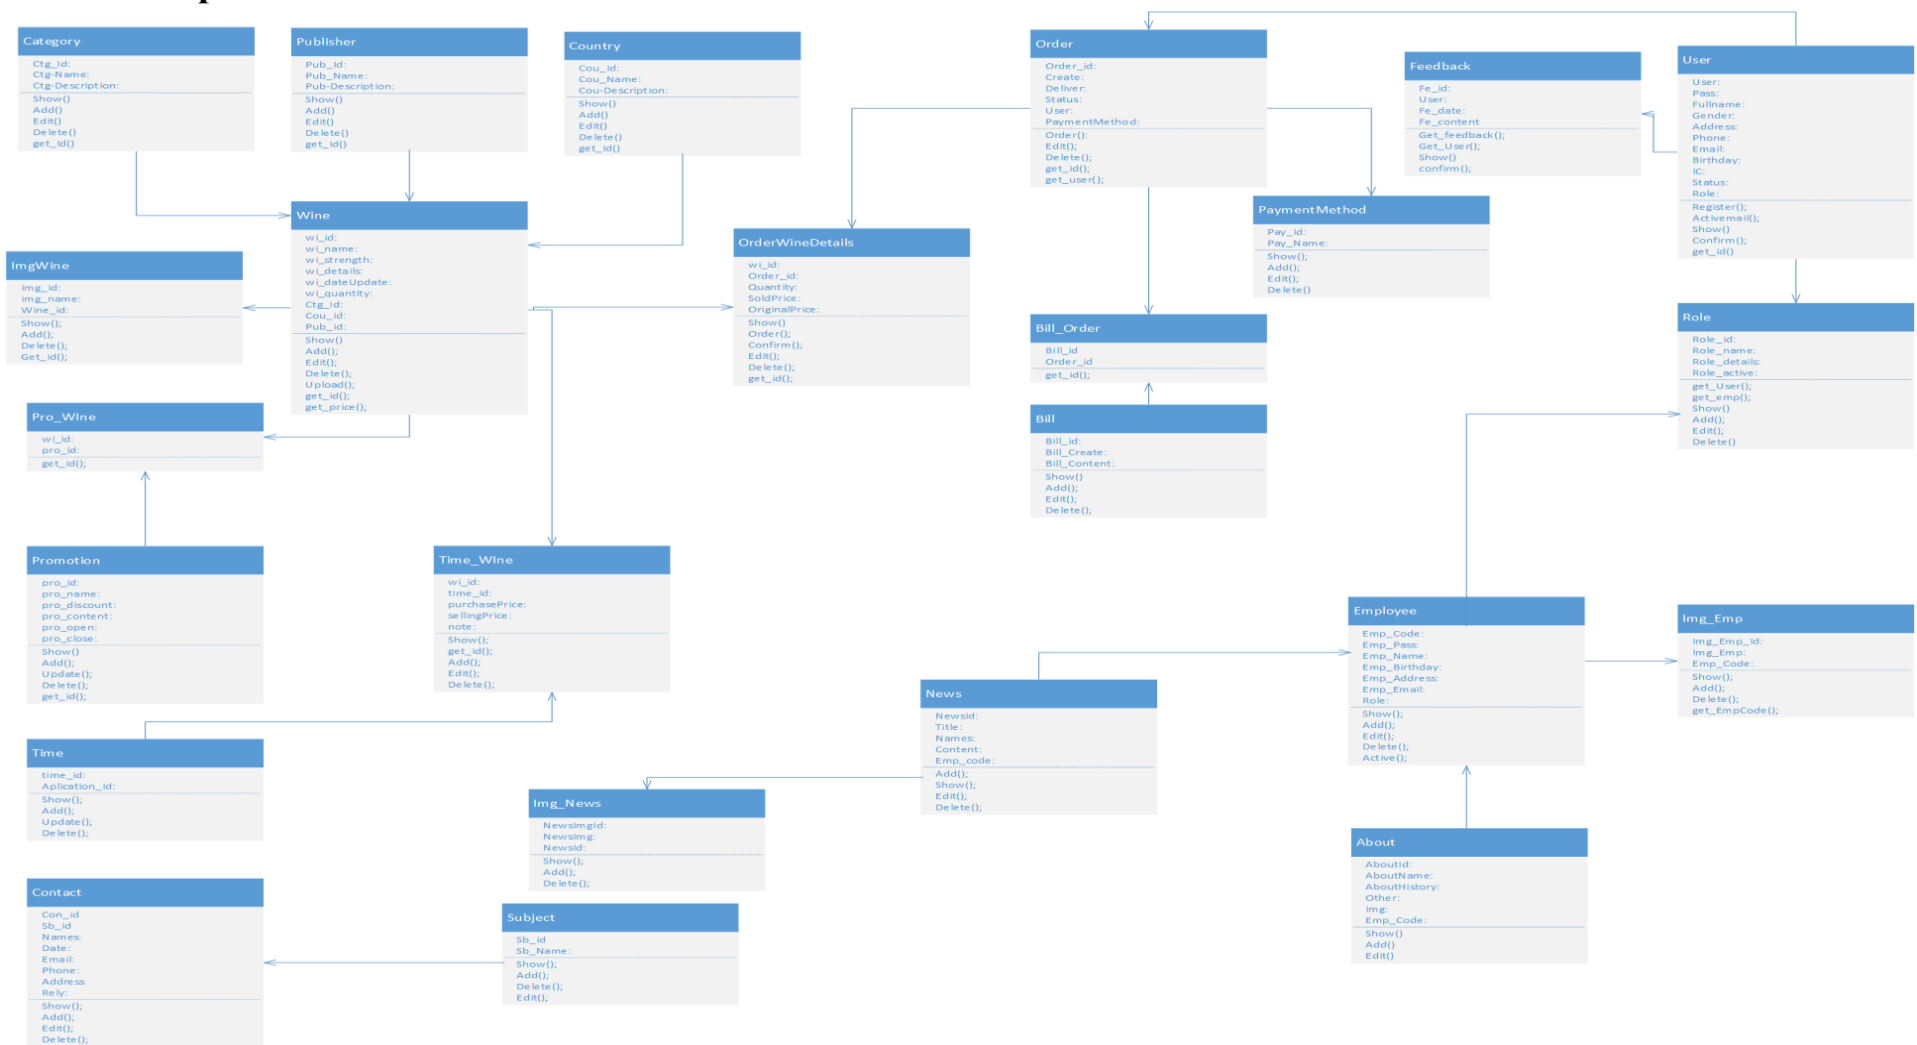 Category
Ctg_Id:
Ctg-Name:
Ctg-Description:
Show()
Add()
Edit()
Delete()
get_Id()
Publisher
Pub_Id:
Pub_Name:
Pub-Description:
Show()
Add()
Edit()
Delete()
get_Id()
Country
Cou_Id:
Cou_Name:
Cou-Description:
Show()
Add()
Edit()
Delete()
get_Id()
Order
Order_id:
Create:
Deliver:
Status:
User:
PaymentMethod:
Order():
Edit();
Delete();
get_id();
get_user();
Feedback
Fe_id:
User:
Fe_date:
Fe_content
Get_feedback();
Get_User();
Show()
confirm();
User
User:
Pass:
Fullname:
Gender:
Address:
Phone:
Email:
Birthday:
IC:
Status:
Role:
Register();
Activemail();
Show()
Confirm();
get_id()
Wine
wi_id:
wi_name:
wi_strength:
wi_details:
wi_dateUpdate:
wi_quantity:
Ctg_id:
Cou_id:
Pub_id:
Show()
Add();
Edit();
Delete();
Upload();
get_id();
get_price();
PaymentMethod
Pay_id:
Pay_Name:
Show();
Add();
Edit();
Delete()
ImgWine
img_id:
img_name:
Wine_id:
Show();
Add();
Delete();
Get_id();
OrderWineDetails
wi_id:
Order_id:
Quantity:
SoldPrice:
OriginalPrice:
Show()
Order();
Confirm();
Edit();
Delete();
get_id();
Bill_Order
BIll_id
Order_id
get_id();
Role
Role_id:
Role_name:
Role_details:
Role_active:
get_User();
get_emp();
Show()
Add();
Edit();
Delete()
Pro_WIne
wi_id:
pro_id:
get_id();
Bill
Bill_id:
Bill_Create:
Bill_Content:
Show()
Add();
Edit();
Delete();
Promotion
pro_id:
pro_name:
pro_discount:
pro_content:
pro_open:
pro_close:
Show()
Add();
Update();
Delete();
get_id();
Time_WIne
wi_id:
time_id:
purchasePrice:
sellingPrice:
note:
Show();
get_id();
Add();
Edit();
Delete();
Employee
Emp_Code:
Emp_Pass:
Emp_Name:
Emp_Birthday:
Emp_Address:
Emp_Email:
Role:
Show();
Add();
Edit();
Delete();
Active();
Img_Emp
Img_Emp_Id:
Img_Emp:
Emp_Code:
Show();
Add();
Delete();
get_EmpCode();
News
NewsId:
Title:
Names:
Content:
Emp_code:
Add();
Show();
Edit();
Delete();
Time
time_id:
Aplication_Id:
Show();
Add();
Update();
Delete();
Img_News
NewsImgId:
NewsImg:
NewsId:
Show();
Add();
Delete();
About
AboutId:
AboutName:
AboutHistory:
Other:
Img:
Emp_Code:
Show()
Add()
Edit()
Contact
Con_id
Sb_id
Names:
Date:
Email:
Phone:
Address
Rely:
Show();
Add();
Edit();
Delete();
Subject
Sb_id
Sb_Name:
Show();
Add();
Delete();
Edit();